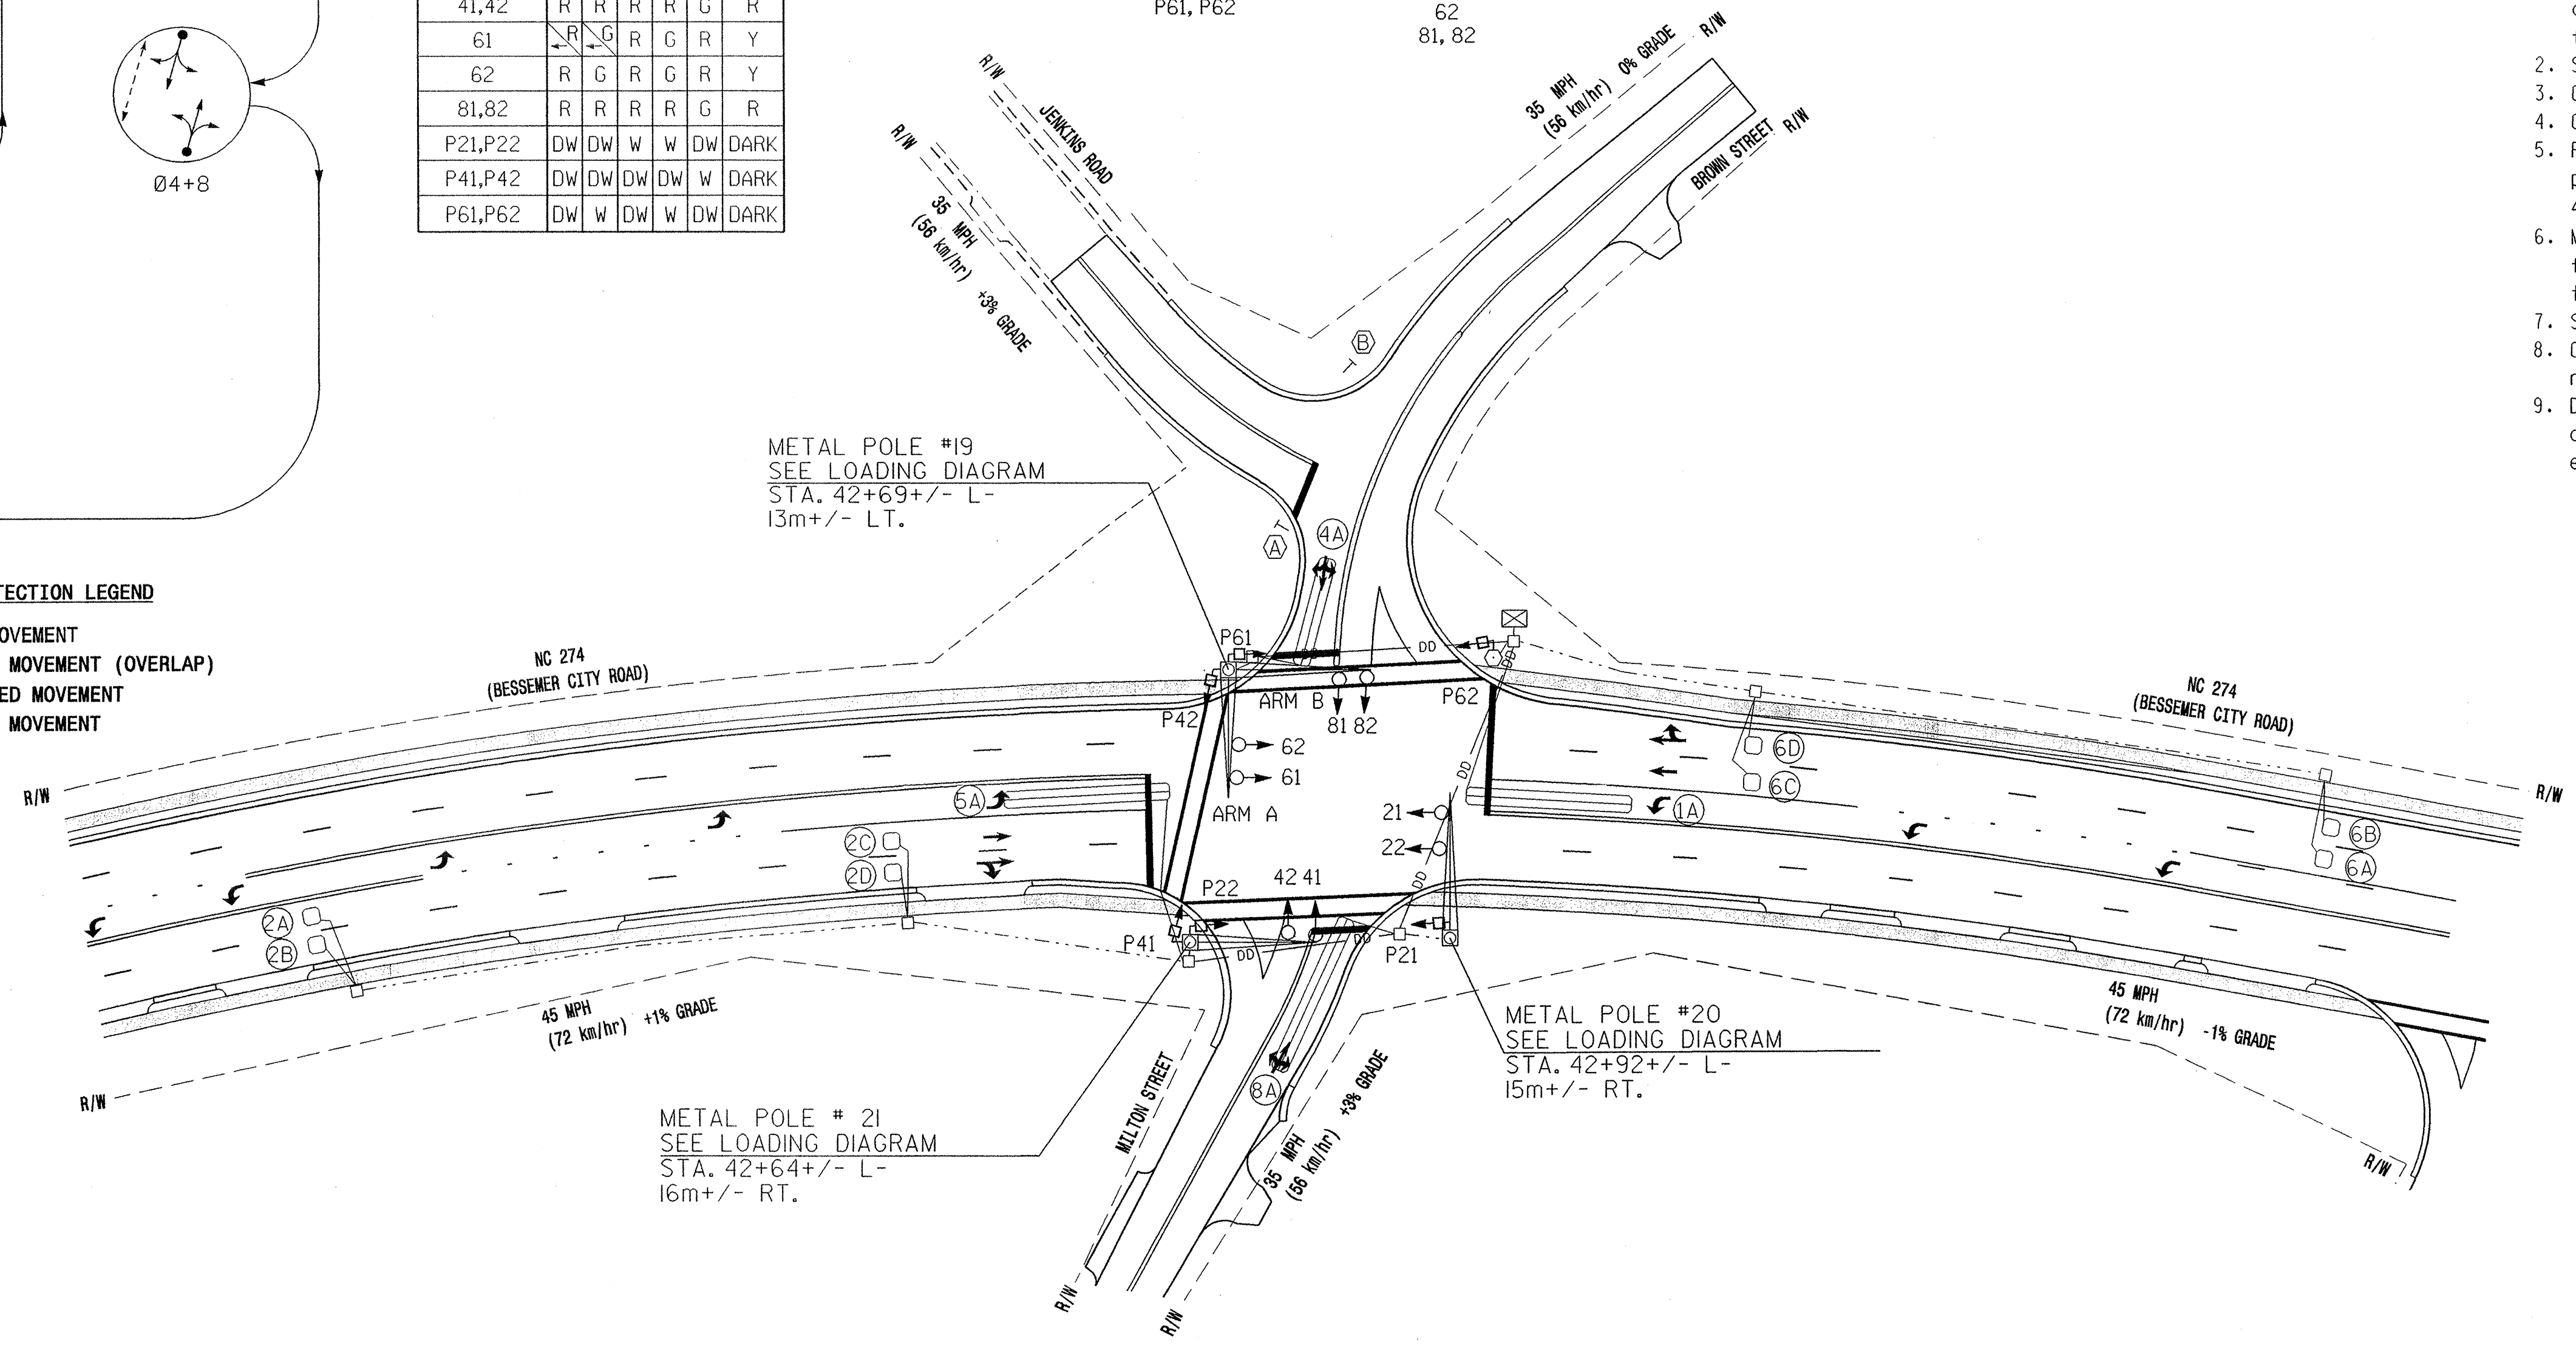 41,42 R R R R G R
61 R G R G R Y
62 R G R G R Y
81,82 R R R R G R
P21,P22 DW DW W W DW DARK
P41,P42 DW DW DW DW W DARK
P61,P62 DW W DW W DW DARK
Ø4+8
P61, P62
62
81, 82
2.
3.
4.
5.
6.
7.
8.
9.
R/W
JENKINS ROAD
R/W
35 MPH
(56 km/hr) +3% GRADE
35 MPH
(56 km/hr) 0% GRADE
R/W
BROWN STREET R/W
B
METAL POLE #19
SEE LOADING DIAGRAM
STA. 42+69+/- L-
13m+/- LT.
A
4A
TECTION LEGEND
OVEMENT
MOVEMENT (OVERLAP)
ED MOVEMENT
MOVEMENT
NC 274
(BESSEMER CITY ROAD)
P61
DD
DD
P42
ARM B
P62
81 82
62
61
ARM A
NC 274
(BESSEMER CITY ROAD)
6D
6C
1A
6B
6A
R/W
R/W
5A
2C
2D
2A
2B
DD
21
22
DD
42 41
P22
P41
DD
DD
P21
45 MPH
(72 km/hr) +1% GRADE
R/W
45 MPH
(72 km/hr) -1% GRADE
R/W
METAL POLE #20
SEE LOADING DIAGRAM
STA. 42+92+/- L-
15m+/- RT.
8A
MILTON STREET
35 MPH
(56 km/hr) +3% GRADE
METAL POLE # 21
SEE LOADING DIAGRAM
STA. 42+64+/- L-
16m+/- RT.
R/W
R/W